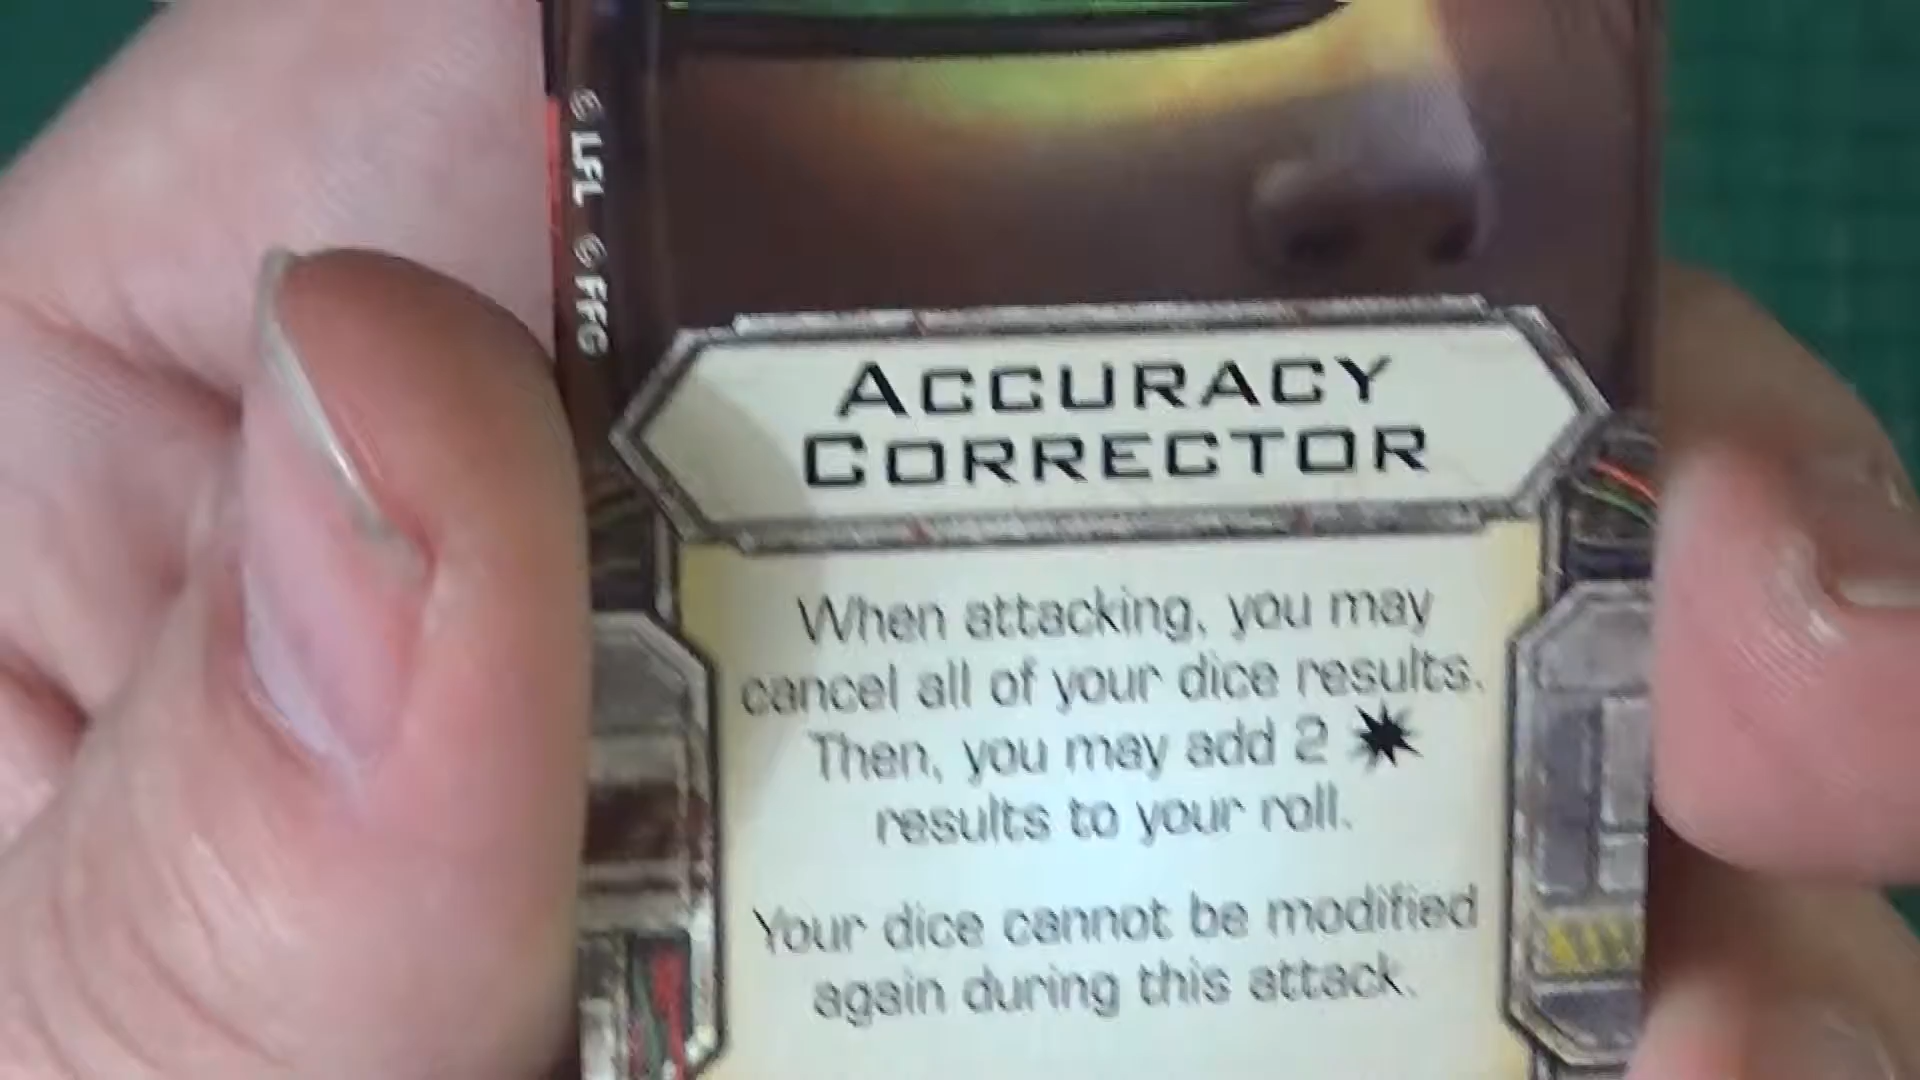 © LFL © FFG
ACCURACY
CORRECTOR
When attacking, you may
cancel all of your dice results.
Then, you may add 2
results to your roll.
Your dice cannot be modified
again during this attack.